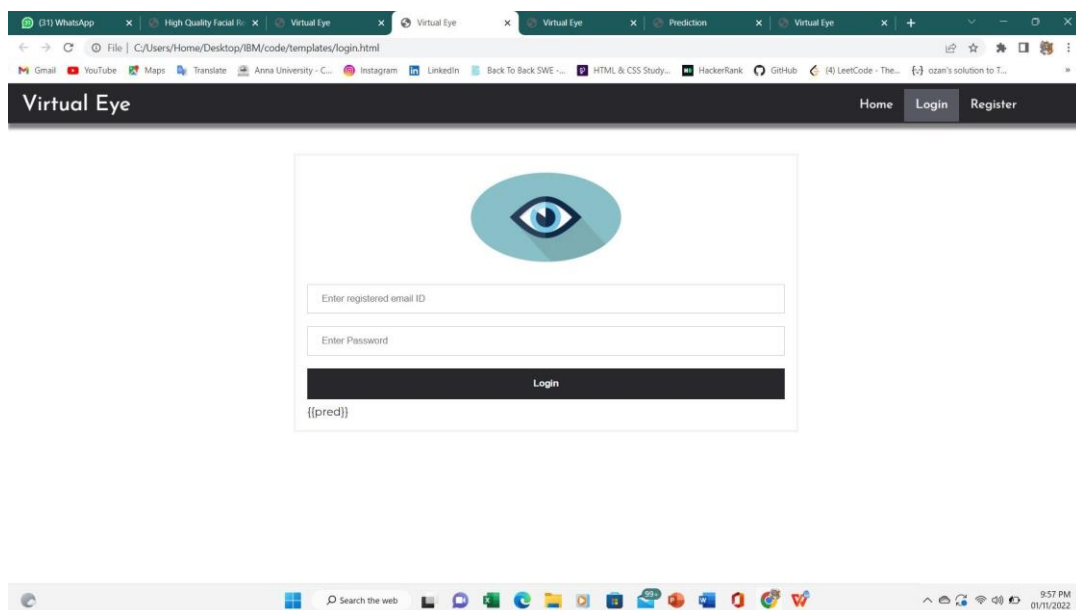 (31) WhatsApp
High Quality Facial Re
Virtual Eye
Virtual Eye
Virtual Eye
Prediction
Virtual Eye
File | C:/Users/Home/Desktop/IBM/code/templates/login.html
Gmail YouTube Maps Translate Anna University - C... Instagram LinkedIn Back To Back SWE -... HTML & CSS Study... HackerRank GitHub (4) LeetCode - The... ozan's solution to T... »
Virtual Eye Home Login Register
Enter registered email ID
Enter Password
Login
{{pred}}
Search the web
99+
9:57 PM
01/11/2022